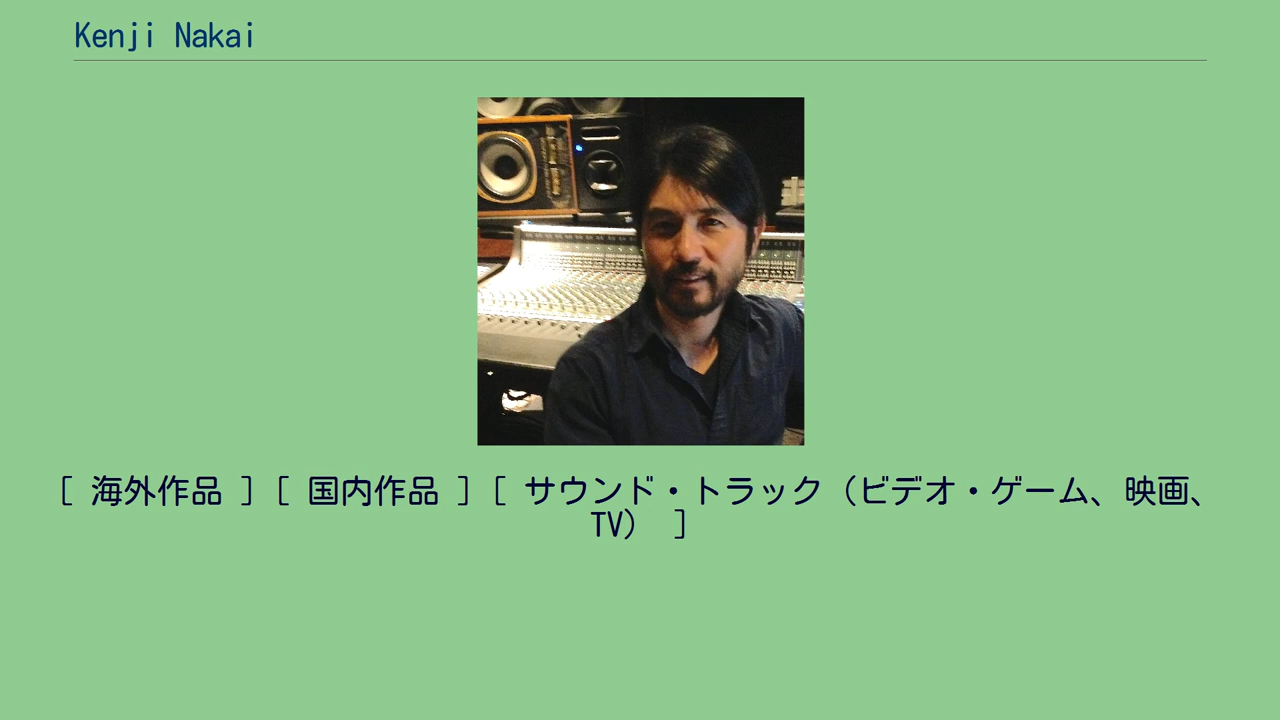 Kenji Nakai
[ 海外作品 ] [ 国内作品 ] [ サウンド・トラック（ビデオ・ゲーム、映画、
TV） ]